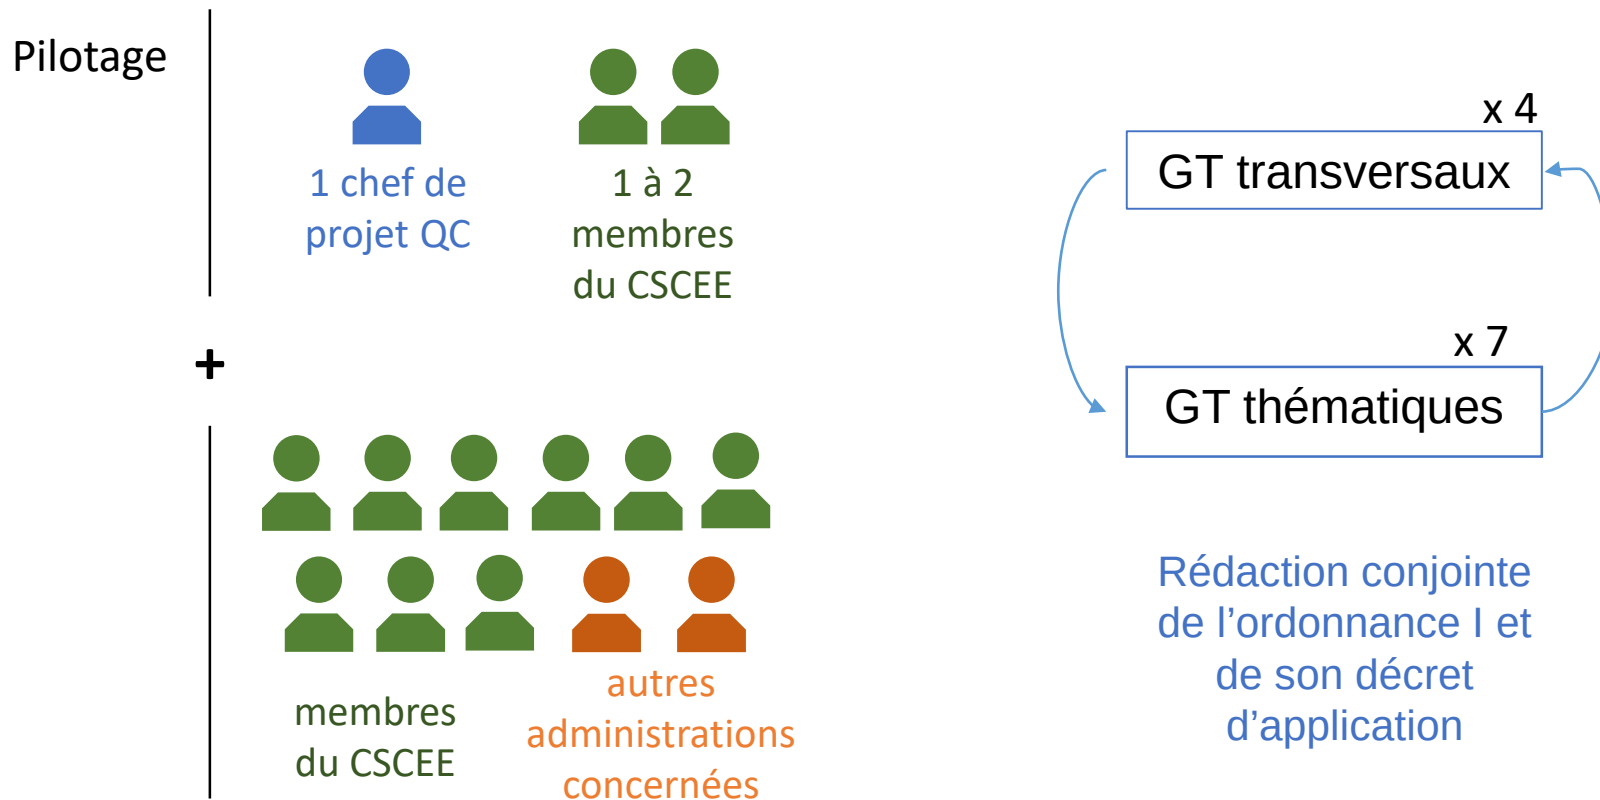 Pilotage
1 chef de
projet QC
1 à 2
membres
du CSCEE
+
membres
du CSCEE
autres
administrations
concernées
x 4
GT transversaux
x 7
GT thématiques
Rédaction conjointe
de l’ordonnance I et
de son décret
d’application